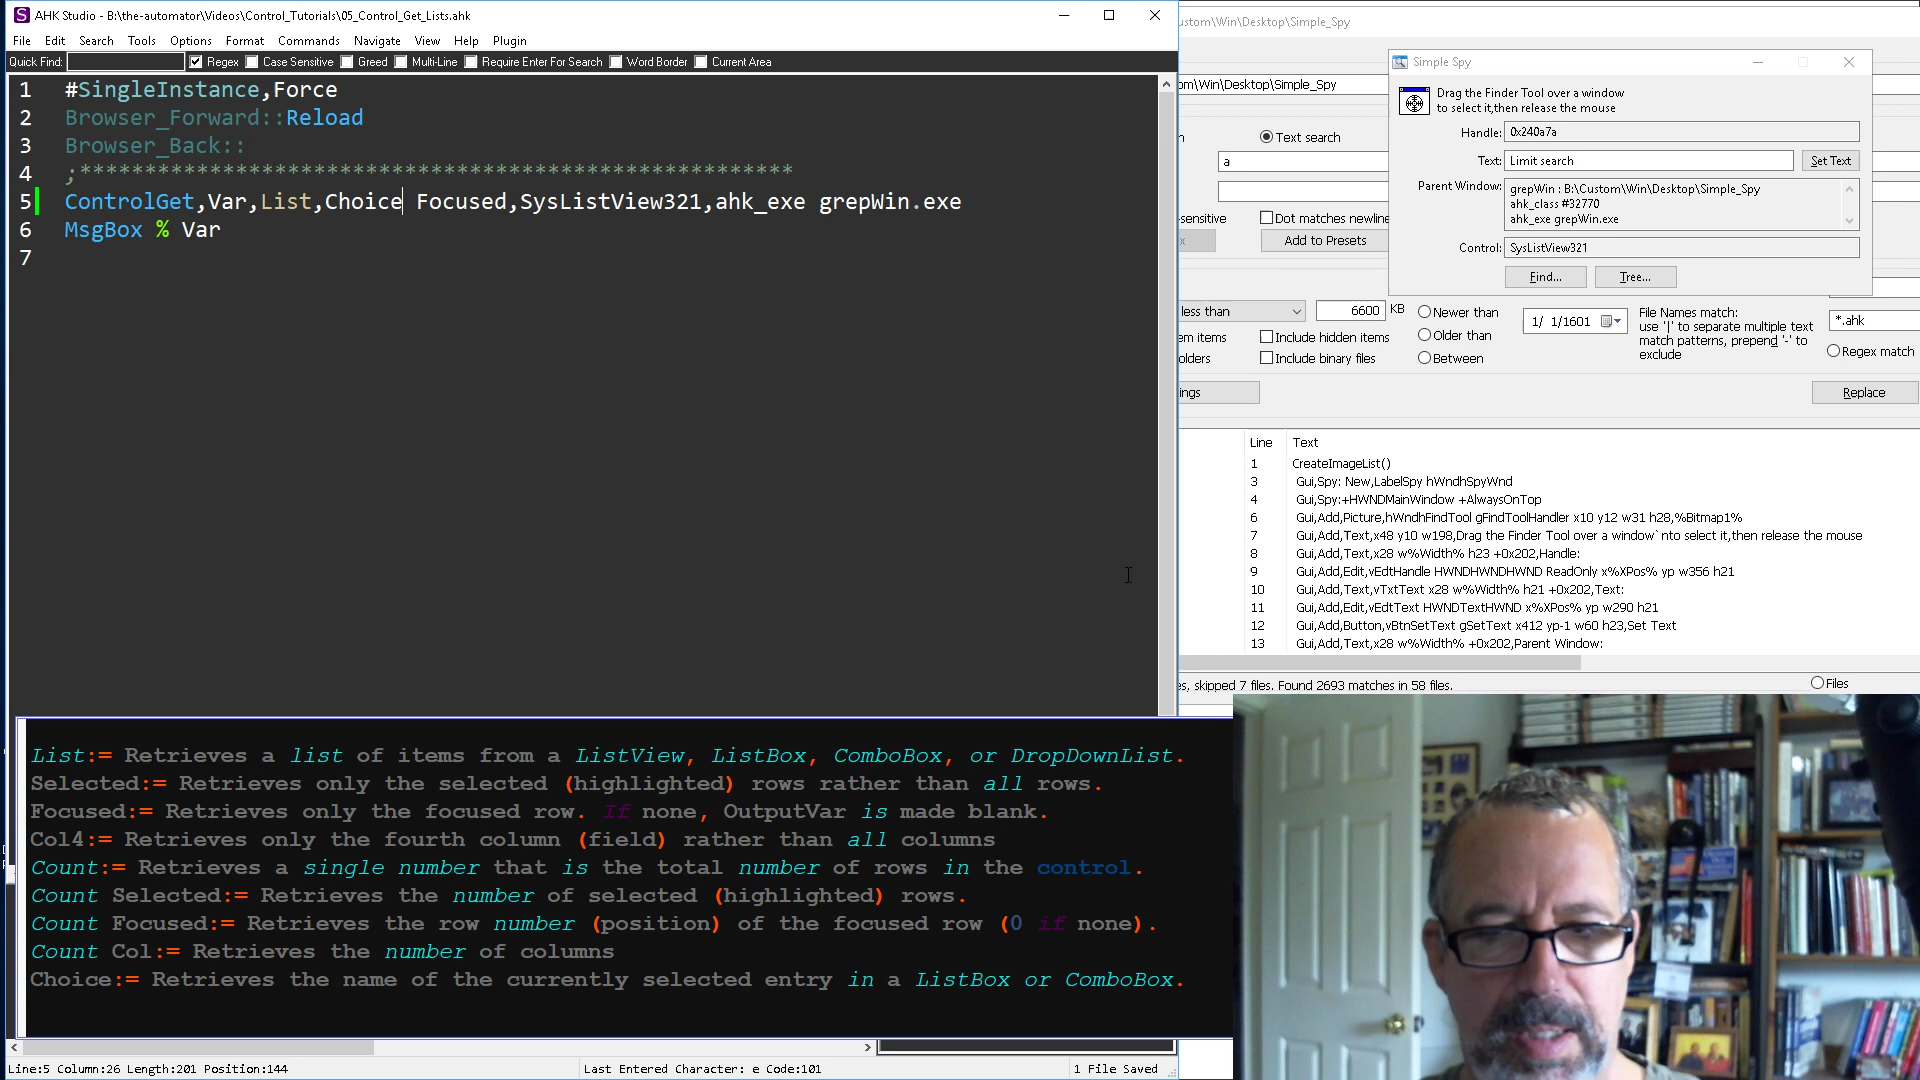 AHK Studio - B:\the-automator\Videos\Control_Tutorials\05_Control_Get_Lists.ahk
File Edit Search Tools Options Format Commands Manage Navigate View Help Plugin
Quick Find: Regex Case Sensitive Greed Multi-Line Require Enter For Search Word Border Current Area
1 #SingleInstance,Force
2 Browser_Forward::Reload
3 Browser_Back::
4 ;*******************************************************
5 ControlGet,Var,List,Choice Focused,SysListView321,ahk_exe grepWin.exe
6 MsgBox % Var
7
List:= Retrieves a list of items from a ListView, ListBox, ComboBox, or DropDownList.
Selected:= Retrieves only the selected (highlighted) rows rather than all rows.
Focused:= Retrieves only the focused row. If none, OutputVar is made blank.
Col4:= Retrieves only the fourth column (field) rather than all columns
Count:= Retrieves a single number that is the total number of rows in the control.
Count Selected:= Retrieves the number of selected (highlighted) rows.
Count Focused:= Retrieves the row number (position) of the focused row (0 if none).
Count Col:= Retrieves the number of columns
Choice:= Retrieves the name of the currently selected entry in a ListBox or ComboBox.
Line:5 Column:26 Length:201 Position:144 Last Entered Character: e Code:101 1 File Saved
ustom\Win\Desktop\Simple_Spy
om\Win\Desktop\Simple_Spy
Text search
a
-sensitive Dot matches newline
Add to Presets
Simple Spy
Drag the Finder Tool over a window
to select it,then release the mouse
Handle: 0x240a7a
Text: Limit search Set Text
Parent Window: grepWin : B:\Custom\Win\Desktop\Simple_Spy
ahk_class #32770
ahk_exe grepWin.exe
Control: SysListView321
Find... Tree...
less than 6600 KB Newer than
em items Include hidden items Older than
olders Include binary files Between
1/ 1/1601
File Names match:
use '|' to separate multiple text
match patterns, prepend '-' to
exclude
*.ahk
Regex match
ings Replace
Line Text
1 CreateImageList()
3 Gui,Spy: New,LabelSpy hWndhSpyWnd
4 Gui,Spy:+HWNDMainWindow +AlwaysOnTop
6 Gui,Add,Picture,hWndhFindTool gFindToolHandler x10 y12 w31 h28,%Bitmap1%
7 Gui,Add,Text,x48 y10 w198,Drag the Finder Tool over a window`nto select it,then release the mouse
8 Gui,Add,Text,x28 w%Width% h23 +0x202,Handle:
9 Gui,Add,Edit,vEdtHandle HWNDHWNDHWND ReadOnly x%XPos% yp w356 h21
10 Gui,Add,Text,vTxtText x28 w%Width% h21 +0x202,Text:
11 Gui,Add,Edit,vEdtText HWNDTextHWND x%XPos% yp w290 h21
12 Gui,Add,Button,vBtnSetText gSetText x412 yp-1 w60 h23,Set Text
13 Gui,Add,Text,x28 w%Width% +0x202,Parent Window:
es, skipped 7 files. Found 2693 matches in 58 files. Files